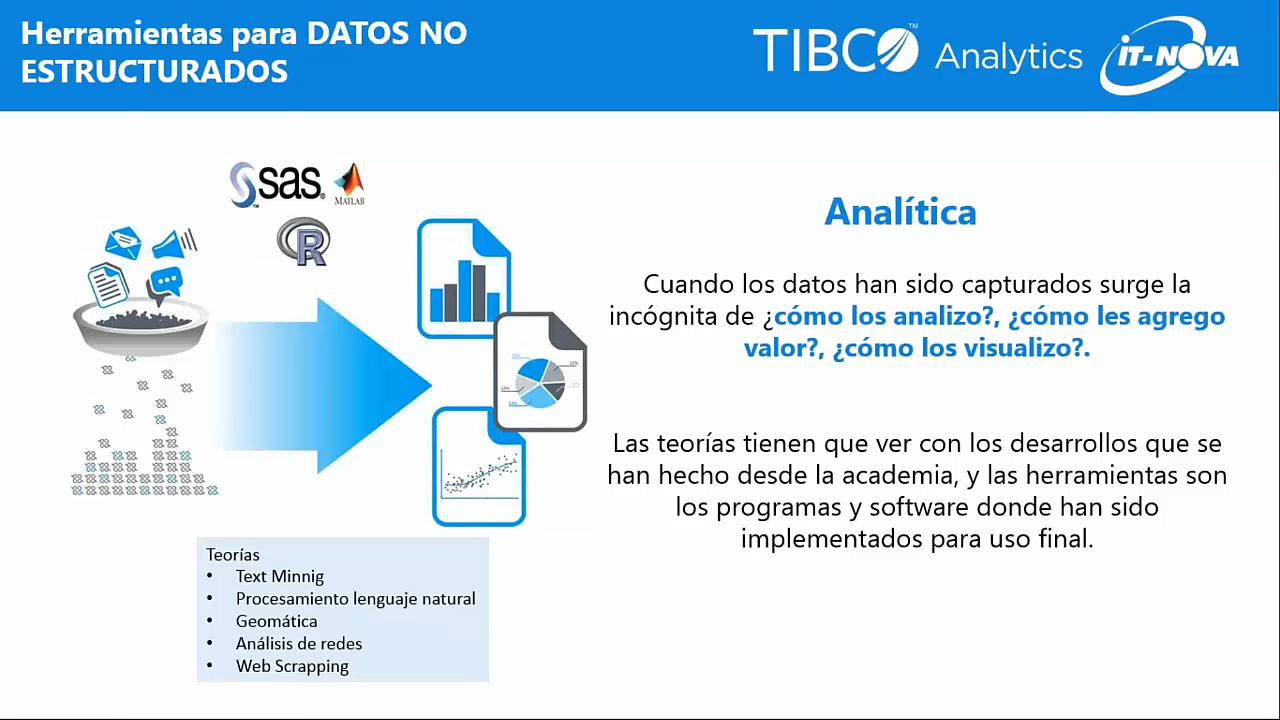 Herramientas para DATOS NO
ESTRUCTURADOS
TIBCO™ Analytics
iT-NOVA
sas®
MATLAB
R
Analítica
Cuando los datos han sido capturados surge la
incógnita de ¿cómo los analizo?, ¿cómo les agrego
valor?, ¿cómo los visualizo?.
Las teorías tienen que ver con los desarrollos que se
han hecho desde la academia, y las herramientas son
los programas y software donde han sido
implementados para uso final.
Teorías
• Text Minnig
• Procesamiento lenguaje natural
• Geomática
• Análisis de redes
• Web Scrapping